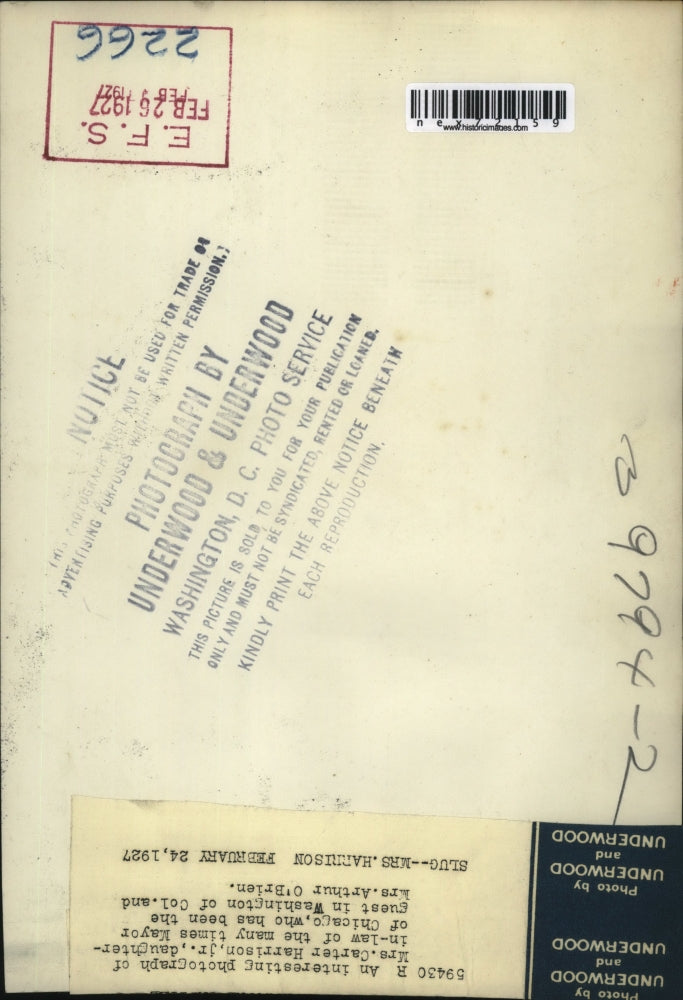 E. F. S.
FEB 26 1927
FEB 9 1927
2266
nex72159
www.historicimages.com
NOTICE
THIS PHOTOGRAPH MUST NOT BE USED FOR TRADE OR
ADVERTISING PURPOSES WITHOUT WRITTEN PERMISSION.
PHOTOGRAPH BY
UNDERWOOD & UNDERWOOD
WASHINGTON, D. C. PHOTO SERVICE
THIS PICTURE IS SOLD TO YOU FOR YOUR PUBLICATION
ONLY AND MUST NOT BE SYNDICATED, RENTED OR LOANED.
KINDLY PRINT THE ABOVE NOTICE BENEATH
EACH REPRODUCTION.
B 9794-2
59430 R An interesting photograph of
Mrs.Carter Harrison,jr.,daughter-
in-law of the many times Mayor
of Chicago,who has been the
guest in Washington of Col.and
Mrs.Arthur O'Brien.
SLUG--MRS.HARRISON FEBRUARY 24,1927
Photo by
UNDERWOOD
and
UNDERWOOD
Photo by
UNDERWOOD
and
UNDERWOOD